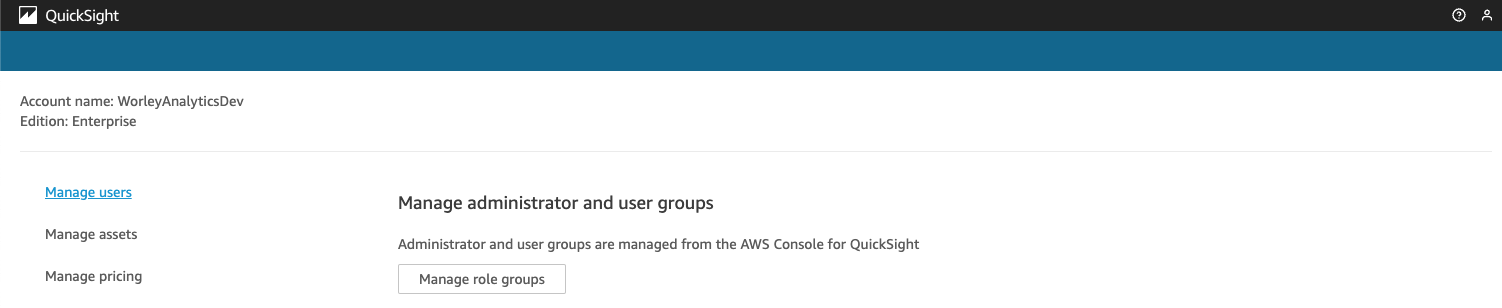 QuickSight
Account name: WorleyAnalyticsDev
Edition: Enterprise
Manage users
Manage assets
Manage pricing
Manage administrator and user groups
Administrator and user groups are managed from the AWS Console for QuickSight
Manage role groups